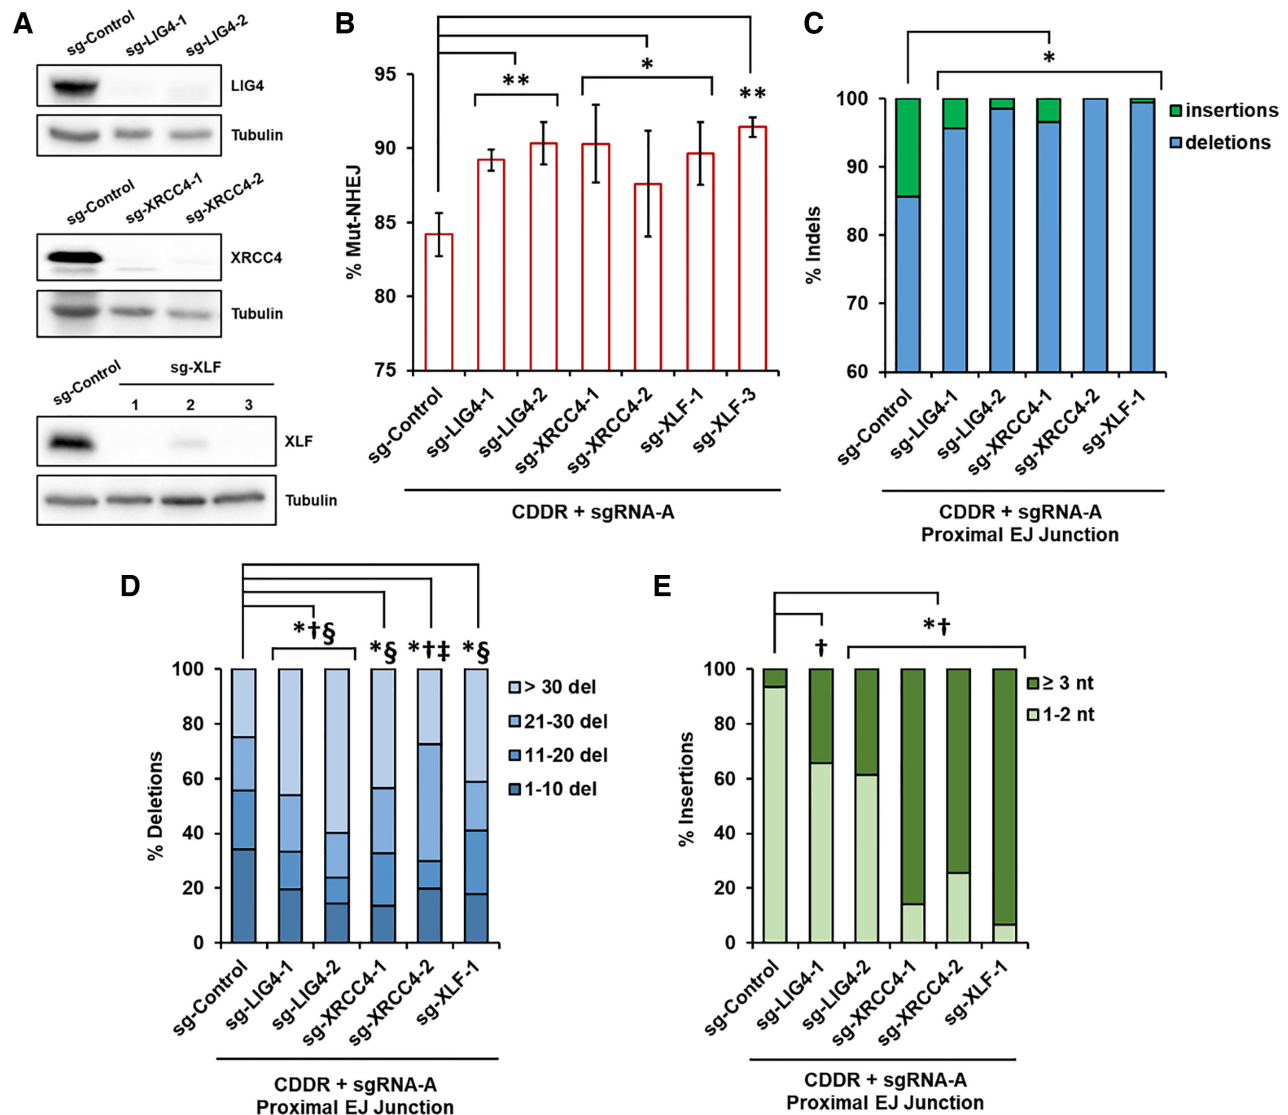 A
sg-Control
sg-LIG4-1
sg-LIG4-2
LIG4
Tubulin
sg-Control
sg-XRCC4-1
sg-XRCC4-2
XRCC4
Tubulin
sg-Control
sg-XLF
1 2 3
XLF
Tubulin
B
% Mut-NHEJ
95
90
85
80
75
**
*
**
sg-Control
sg-LIG4-1
sg-LIG4-2
sg-XRCC4-1
sg-XRCC4-2
sg-XLF-1
sg-XLF-3
CDDR + sgRNA-A
C
% Indels
100
90
80
70
60
*
insertions
deletions
sg-Control
sg-LIG4-1
sg-LIG4-2
sg-XRCC4-1
sg-XRCC4-2
sg-XLF-1
CDDR + sgRNA-A
Proximal EJ Junction
D
% Deletions
100
80
60
40
20
0
*†§
*§
*†‡
*§
> 30 del
21-30 del
11-20 del
1-10 del
sg-Control
sg-LIG4-1
sg-LIG4-2
sg-XRCC4-1
sg-XRCC4-2
sg-XLF-1
CDDR + sgRNA-A
Proximal EJ Junction
E
% Insertions
100
80
60
40
20
0
†
*†
≥ 3 nt
1-2 nt
sg-Control
sg-LIG4-1
sg-LIG4-2
sg-XRCC4-1
sg-XRCC4-2
sg-XLF-1
CDDR + sgRNA-A
Proximal EJ Junction